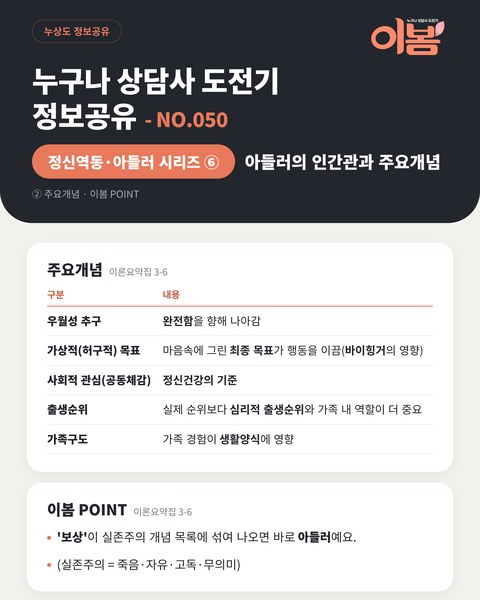 누상도 정보공유
누구나 상담사 도전기
이봄
누구나 상담사 도전기
정보공유 - NO.050
정신역동·아들러 시리즈 ⑥ 아들러의 인간관과 주요개념
② 주요개념 · 이봄 POINT
주요개념 이론요약집 3-6
구분 내용
우월성 추구 완전함을 향해 나아감
가상적(허구적) 목표 마음속에 그린 최종 목표가 행동을 이끔(바이힝거의 영향)
사회적 관심(공동체감) 정신건강의 기준
출생순위 실제 순위보다 심리적 출생순위와 가족 내 역할이 더 중요
가족구도 가족 경험이 생활양식에 영향
이봄 POINT 이론요약집 3-6
• '보상'이 실존주의 개념 목록에 섞여 나오면 바로 아들러예요.
• (실존주의 = 죽음·자유·고독·무의미)